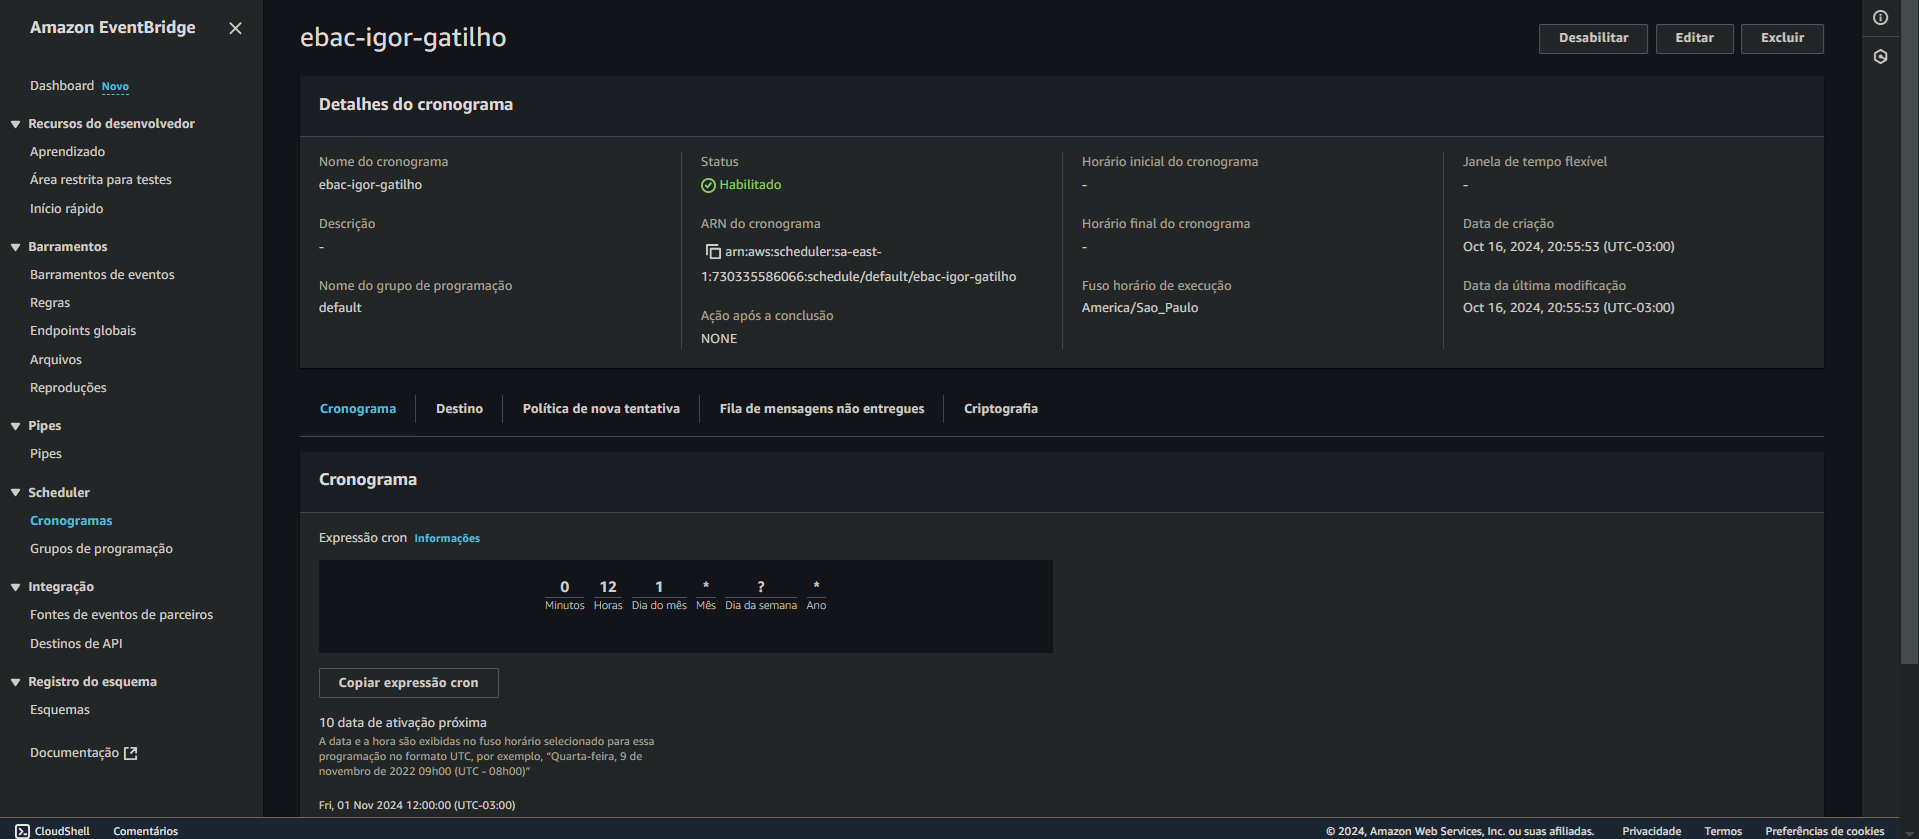 Amazon EventBridge
Dashboard Novo
Recursos do desenvolvedor
Aprendizado
Área restrita para testes
Início rápido
Barramentos
Barramentos de eventos
Regras
Endpoints globais
Arquivos
Reproduções
Pipes
Pipes
Scheduler
Cronogramas
Grupos de programação
Integração
Fontes de eventos de parceiros
Destinos de API
Registro do esquema
Esquemas
Documentação
ebac-igor-gatilho
Desabilitar
Editar
Excluir
Detalhes do cronograma
Nome do cronograma
ebac-igor-gatilho
Descrição
-
Nome do grupo de programação
default
Status
Habilitado
ARN do cronograma
arn:aws:scheduler:sa-east-
1:730335586066:schedule/default/ebac-igor-gatilho
Ação após a conclusão
NONE
Horário inicial do cronograma
-
Horário final do cronograma
-
Fuso horário de execução
America/Sao_Paulo
Janela de tempo flexível
-
Data de criação
Oct 16, 2024, 20:55:53 (UTC-03:00)
Data da última modificação
Oct 16, 2024, 20:55:53 (UTC-03:00)
Cronograma
Destino
Política de nova tentativa
Fila de mensagens não entregues
Criptografia
Cronograma
Expressão cron Informações
0 12 1 * ? *
Minutos Horas Dia do mês Mês Dia da semana Ano
Copiar expressão cron
10 data de ativação próxima
A data e a hora são exibidas no fuso horário selecionado para essa
programação no formato UTC, por exemplo, "Quarta-feira, 9 de
novembro de 2022 09h00 (UTC - 08h00)"
Fri, 01 Nov 2024 12:00:00 (UTC-03:00)
CloudShell
Comentários
© 2024, Amazon Web Services, Inc. ou suas afiliadas.
Privacidade
Termos
Preferências de cookies